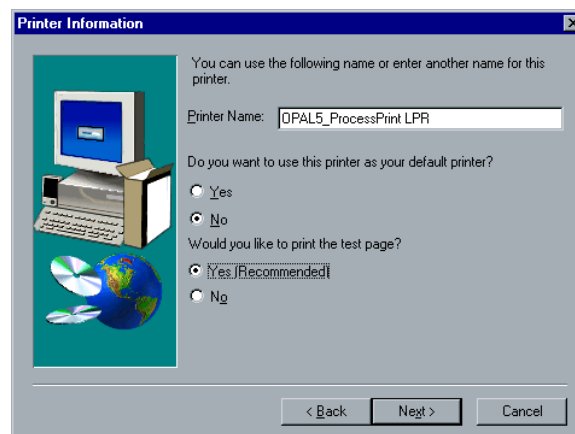 Printer Information
You can use the following name or enter another name for this
printer.
Printer Name: OPAL5_ProcessPrint LPR
Do you want to use this printer as your default printer?
Yes
No
Would you like to print the test page?
Yes (Recommended)
No
< Back Next > Cancel